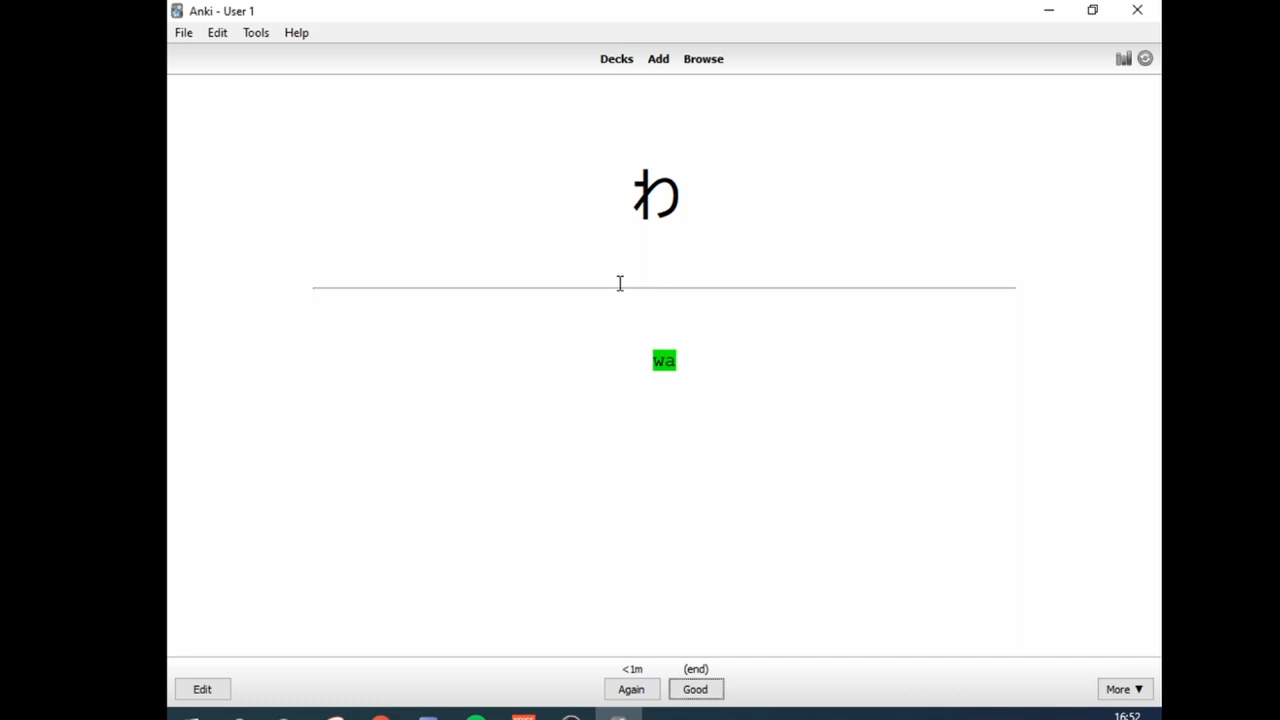 Anki - User 1
File Edit Tools Help
Decks Add Browse
わ
wa
<1m (end)
Edit Again Good More ▼
16:52